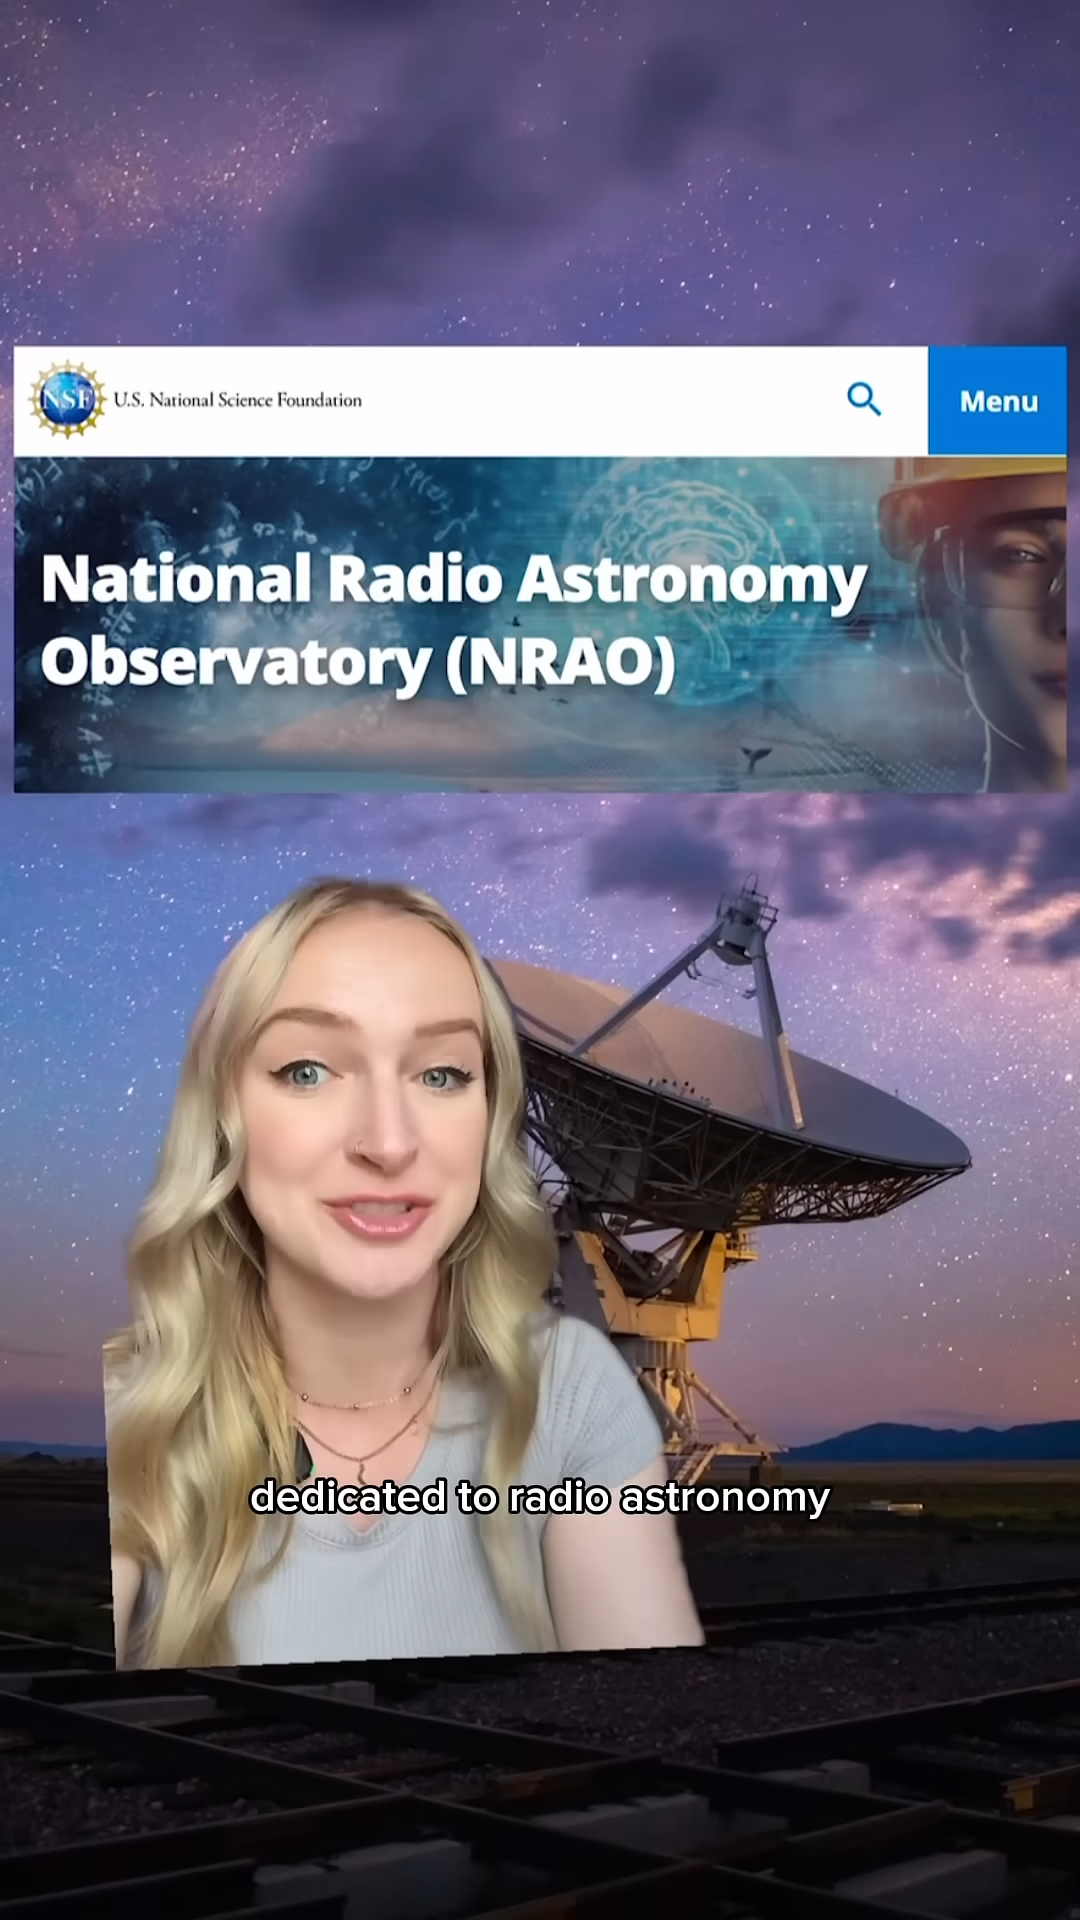 NSF U.S. National Science Foundation
Menu
National Radio Astronomy
Observatory (NRAO)
dedicated to radio astronomy